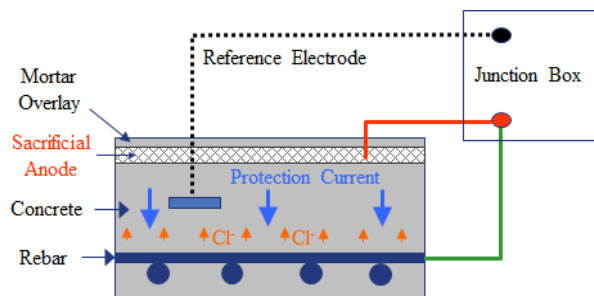 Reference Electrode
Junction Box
Mortar
Overlay
Sacrificial
Anode
Protection Current
Concrete
Cl⁻ Cl⁻
Rebar